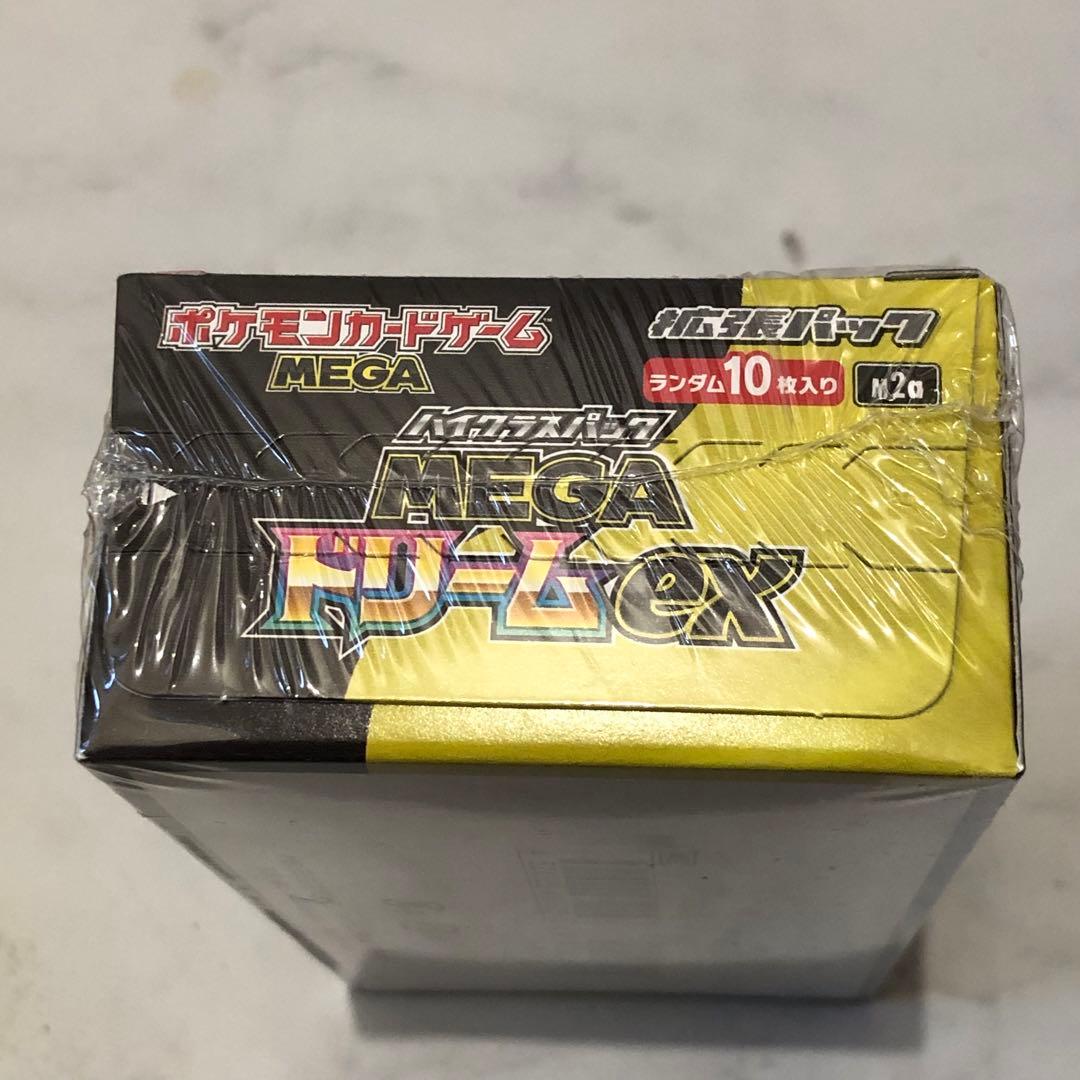 ポケモンカードゲーム™
MEGA
拡張パック
ランダム10枚入り
M2a
ハイクラスパック
MEGA
ドリームex